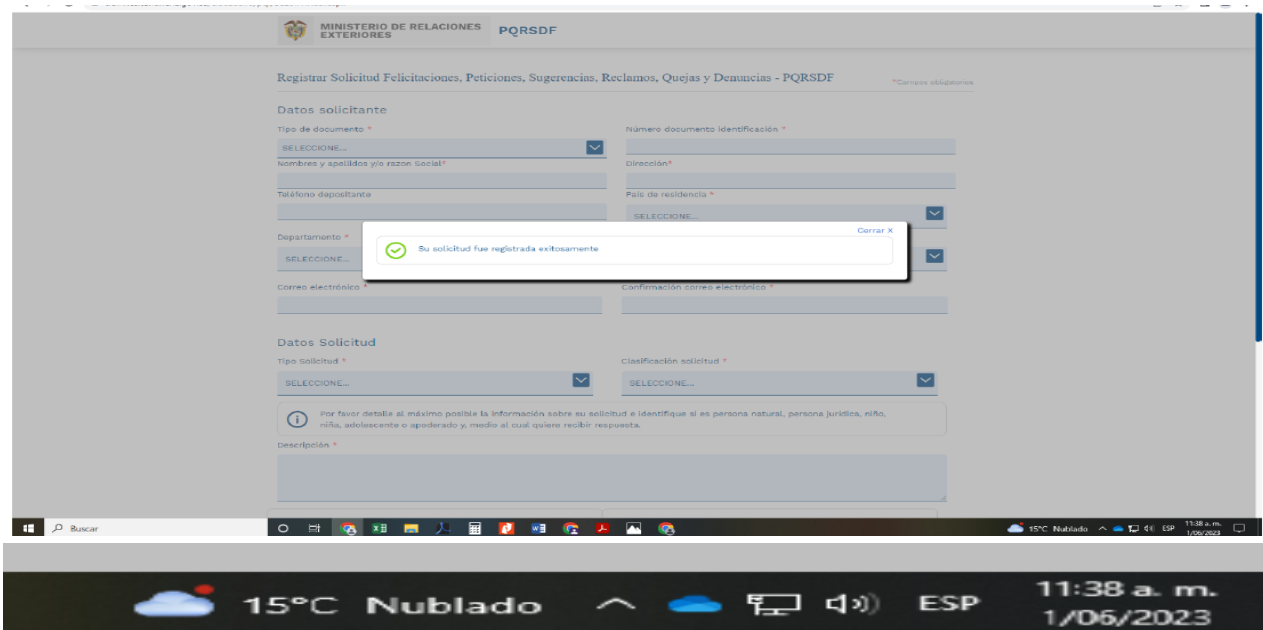 MINISTERIO DE RELACIONES
EXTERIORES
PQRSDF
Registrar Solicitud Felicitaciones, Peticiones, Sugerencias, Reclamos, Quejas y Denuncias - PQRSDF
*Campos obligatorios
Datos solicitante
Tipo de documento *
Número documento identificación *
SELECCIONE...
Nombres y apellidos y/o razon Social*
Dirección*
Teléfono depositante
País de residencia *
SELECCIONE...
Cerrar X
Departamento *
Su solicitud fue registrada exitosamente
SELECCIONE...
Correo electrónico *
Confirmación correo electrónico *
Datos Solicitud
Tipo Solicitud *
Clasificación solicitud *
SELECCIONE...
SELECCIONE...
Por favor detalle al máximo posible la información sobre su solicitud e identifique si es persona natural, persona jurídica, niño,
niña, adolescente o apoderado y, medio al cual quiere recibir respuesta.
Descripción *
Buscar
15°C Nublado
ESP
11:38 a. m.
1/06/2023
15°C Nublado
ESP
11:38 a. m.
1/06/2023